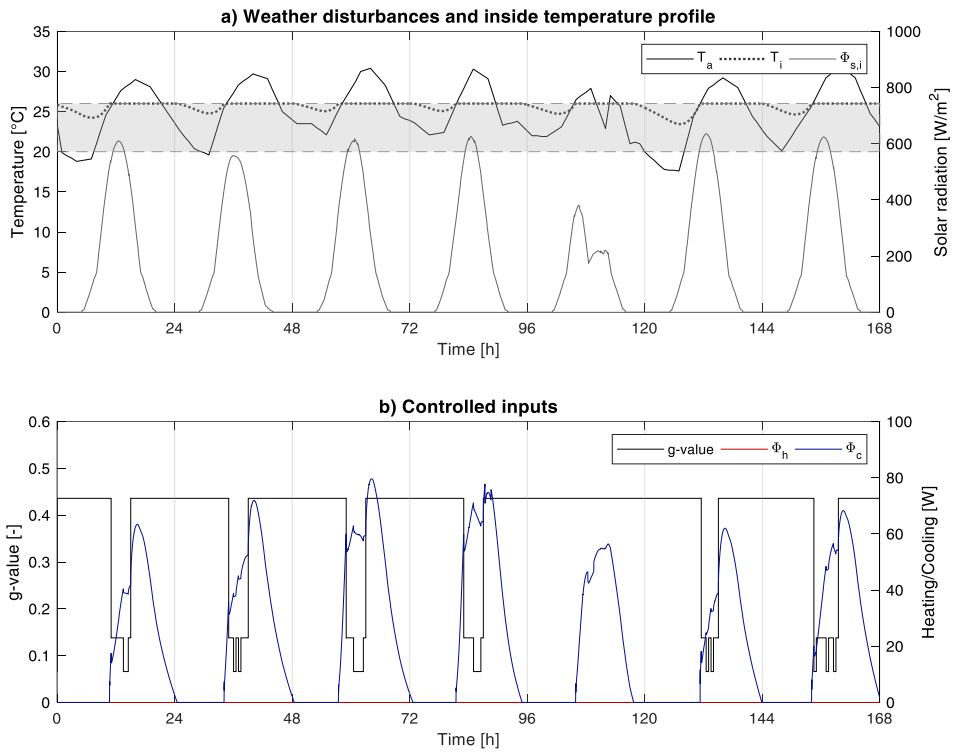 a) Weather disturbances and inside temperature profile
35 30 25 20 15 10 5 0
Temperature [°C]
T_a T_i Φ_s,i
1000 800 600 400 200 0
Solar radiation [W/m²]
0 24 48 72 96 120 144 168
Time [h]
b) Controlled inputs
0.6 0.5 0.4 0.3 0.2 0.1 0
g-value [-]
g-value Φ_h Φ_c
100 80 60 40 20 0
Heating/Cooling [W]
0 24 48 72 96 120 144 168
Time [h]